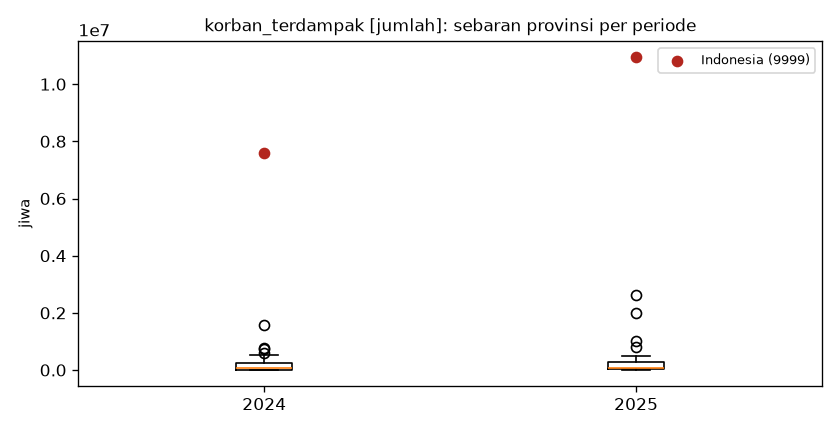 korban_terdampak [jumlah]: sebaran provinsi per periode
1e7
Indonesia (9999)
1.0
0.8
0.6
0.4
0.2
0.0
jiwa
2024
2025